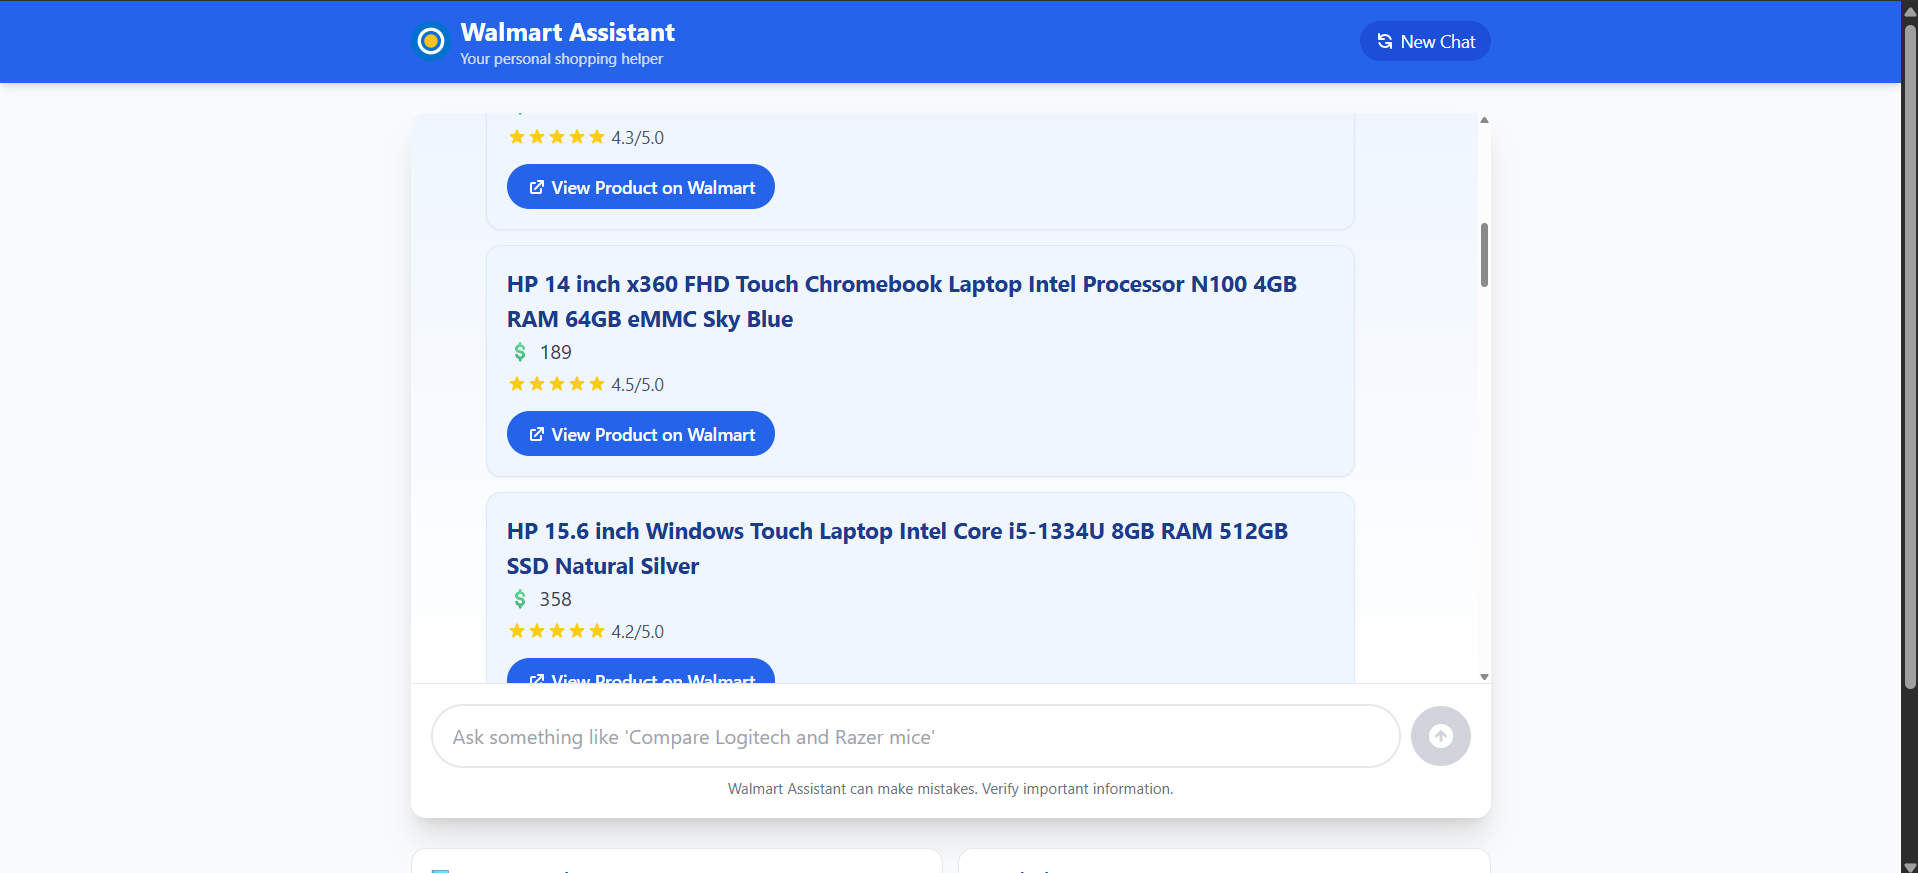 Walmart Assistant
Your personal shopping helper
New Chat
4.3/5.0
View Product on Walmart
HP 14 inch x360 FHD Touch Chromebook Laptop Intel Processor N100 4GB
RAM 64GB eMMC Sky Blue
$ 189
4.5/5.0
View Product on Walmart
HP 15.6 inch Windows Touch Laptop Intel Core i5-1334U 8GB RAM 512GB
SSD Natural Silver
$ 358
4.2/5.0
View Product on Walmart
Ask something like 'Compare Logitech and Razer mice'
Walmart Assistant can make mistakes. Verify important information.